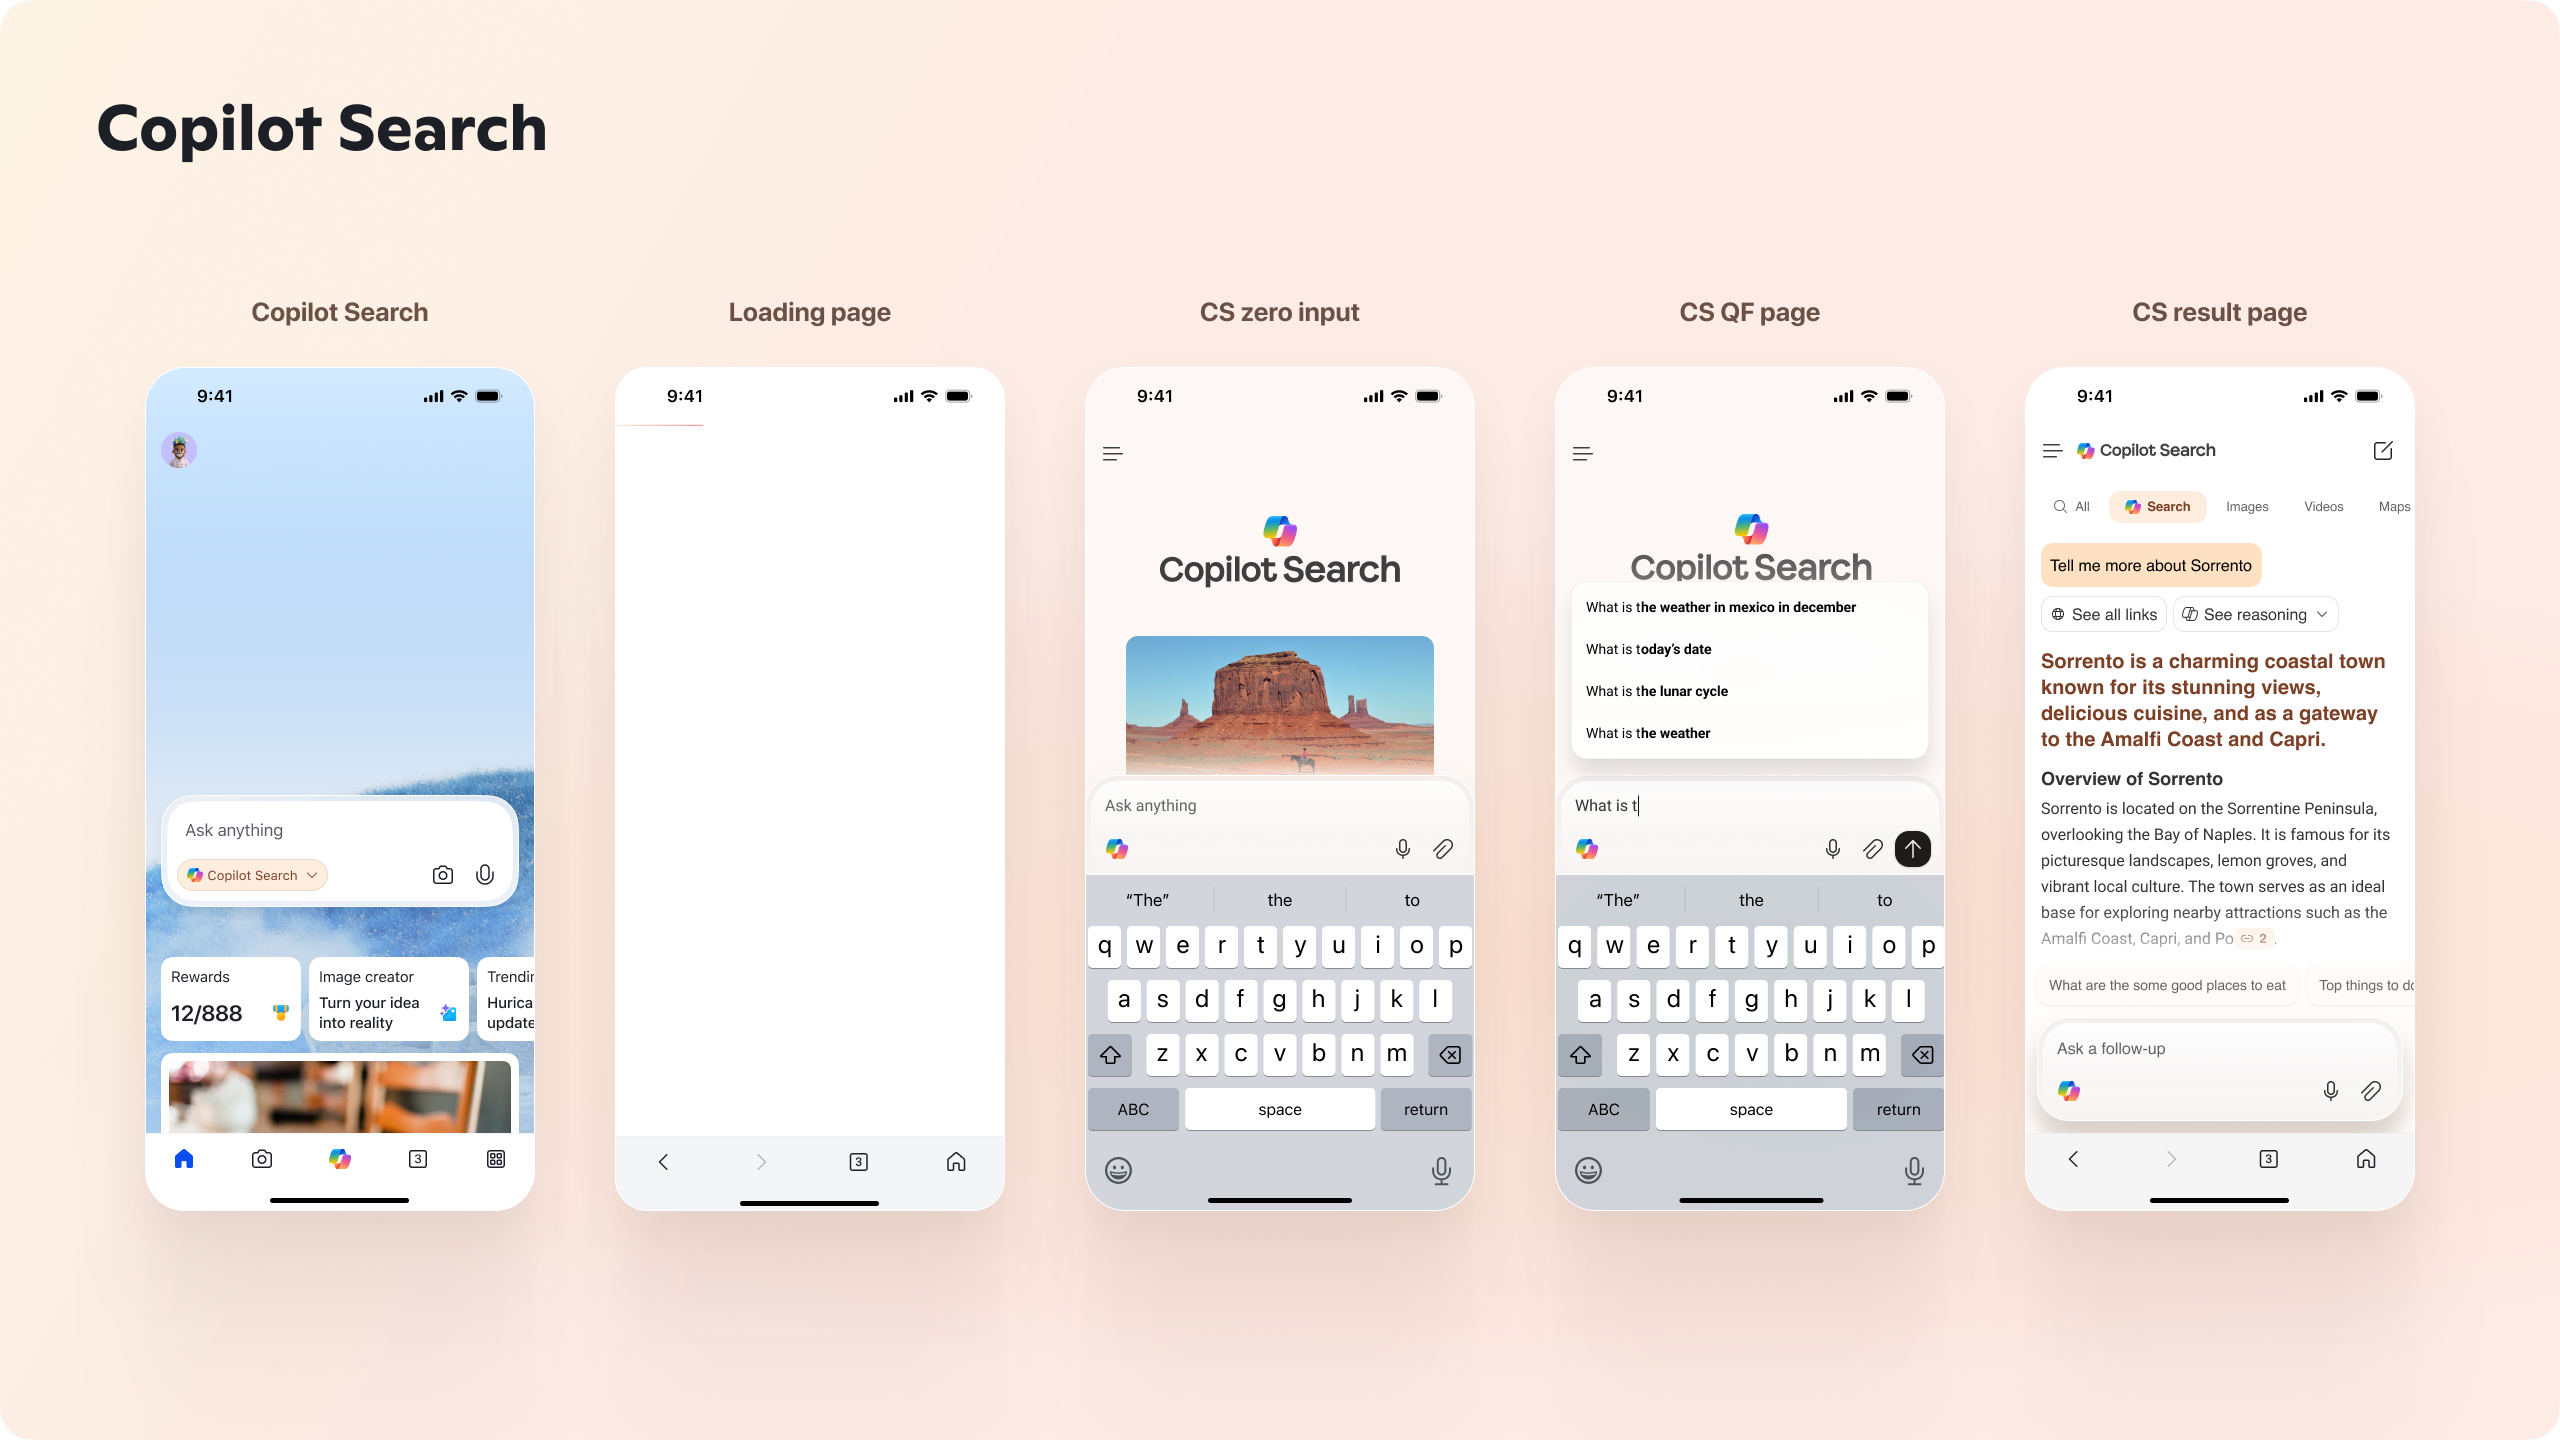 Copilot Search
Copilot Search
9:41
Ask anything
Copilot Search
Rewards
12/888
Image creator
Turn your idea
into reality
Trendin
Hurica
update
3
Loading page
9:41
3
CS zero input
9:41
Copilot Search
Ask anything
“The” the to
q w e r t y u i o p
a s d f g h j k l
z x c v b n m
ABC space return
CS QF page
9:41
Copilot Search
What is the weather in mexico in december
What is today’s date
What is the lunar cycle
What is the weather
What is t
“The” the to
q w e r t y u i o p
a s d f g h j k l
z x c v b n m
ABC space return
CS result page
9:41
Copilot Search
All Search Images Videos Maps
Tell me more about Sorrento
See all links See reasoning
Sorrento is a charming coastal town
known for its stunning views,
delicious cuisine, and as a gateway
to the Amalfi Coast and Capri.
Overview of Sorrento
Sorrento is located on the Sorrentine Peninsula,
overlooking the Bay of Naples. It is famous for its
picturesque landscapes, lemon groves, and
vibrant local culture. The town serves as an ideal
base for exploring nearby attractions such as the
Amalfi Coast, Capri, and Po 2 .
What are the some good places to eat Top things to do
Ask a follow-up
3